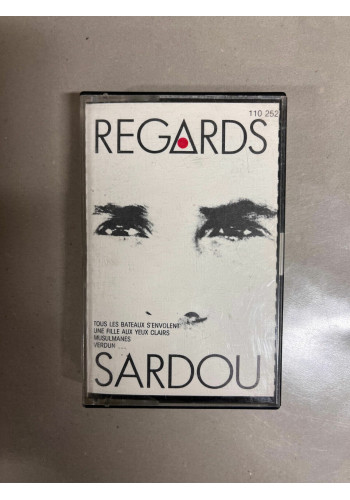 110 252
REGARDS
TOUS LES BATEAUX S'ENVOLENT
UNE FILLE AUX YEUX CLAIRS
MUSULMANES
VERDUN ...
SARDOU